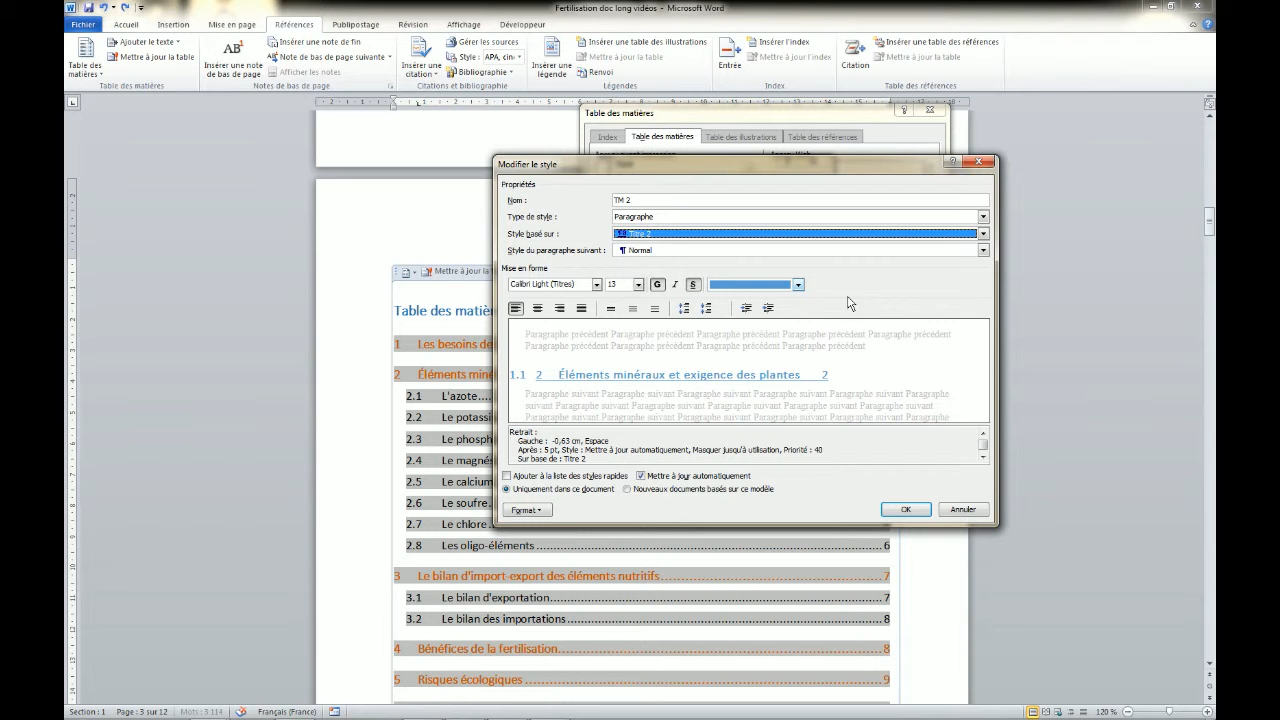 Fertilisation doc long vidéos - Microsoft Word
Fichier Accueil Insertion Mise en page Références Publipostage Révision Affichage Développeur
Ajouter le texte
Mettre à jour la table
Table des matières
Table des matières
AB¹
Insérer une note de bas de page
Insérer une note de fin
Note de bas de page suivante
Afficher les notes
Notes de bas de page
Insérer une citation
Gérer les sources
Style : APA, cin
Bibliographie
Citations et bibliographie
Insérer une légende
Insérer une table des illustrations
Mettre à jour la table
Renvoi
Légendes
Entrée
Insérer l'index
Mettre à jour l'index
Index
Citation
Insérer une table des références
Mettre à jour la table
Table des références
Table des matières
Index Table des matières Table des illustrations Table des références
Modifier le style
Propriétés
Nom : TM 2
Type de style : Paragraphe
Style basé sur : Titre 2
Style du paragraphe suivant : ¶ Normal
Mise en forme
Calibri Light (Titres) 13 G I S
Paragraphe précédent Paragraphe précédent Paragraphe précédent Paragraphe précédent Paragraphe précédent
Paragraphe précédent Paragraphe précédent Paragraphe précédent Paragraphe précédent
1.1 2 Éléments minéraux et exigence des plantes 2
Paragraphe suivant Paragraphe suivant Paragraphe suivant Paragraphe suivant Paragraphe
suivant Paragraphe suivant Paragraphe suivant Paragraphe suivant Paragraphe suivant
Paragraphe suivant Paragraphe suivant Paragraphe suivant Paragraphe suivant Paragraphe
Retrait :
Gauche : -0,63 cm, Espace
Après : 5 pt, Style : Mettre à jour automatiquement, Masquer jusqu'à utilisation, Priorité : 40
Sur base de : Titre 2
Ajouter à la liste des styles rapides Mettre à jour automatiquement
Uniquement dans ce document Nouveaux documents basés sur ce modèle
Format OK Annuler
Mettre à jour la
Table des matiè
1 Les besoins de
2 Éléments miné
2.1 L'azote
2.2 Le potass
2.3 Le phosph
2.4 Le magné
2.5 Le calcium
2.6 Le soufre
2.7 Le chlore
2.8 Les oligo-éléments 6
3 Le bilan d'import-export des éléments nutritifs 7
3.1 Le bilan d'exportation 7
3.2 Le bilan des importations 8
4 Bénéfices de la fertilisation 8
5 Risques écologiques 9
Section : 1 Page : 3 sur 12 Mots : 3 114 Français (France) 120 %